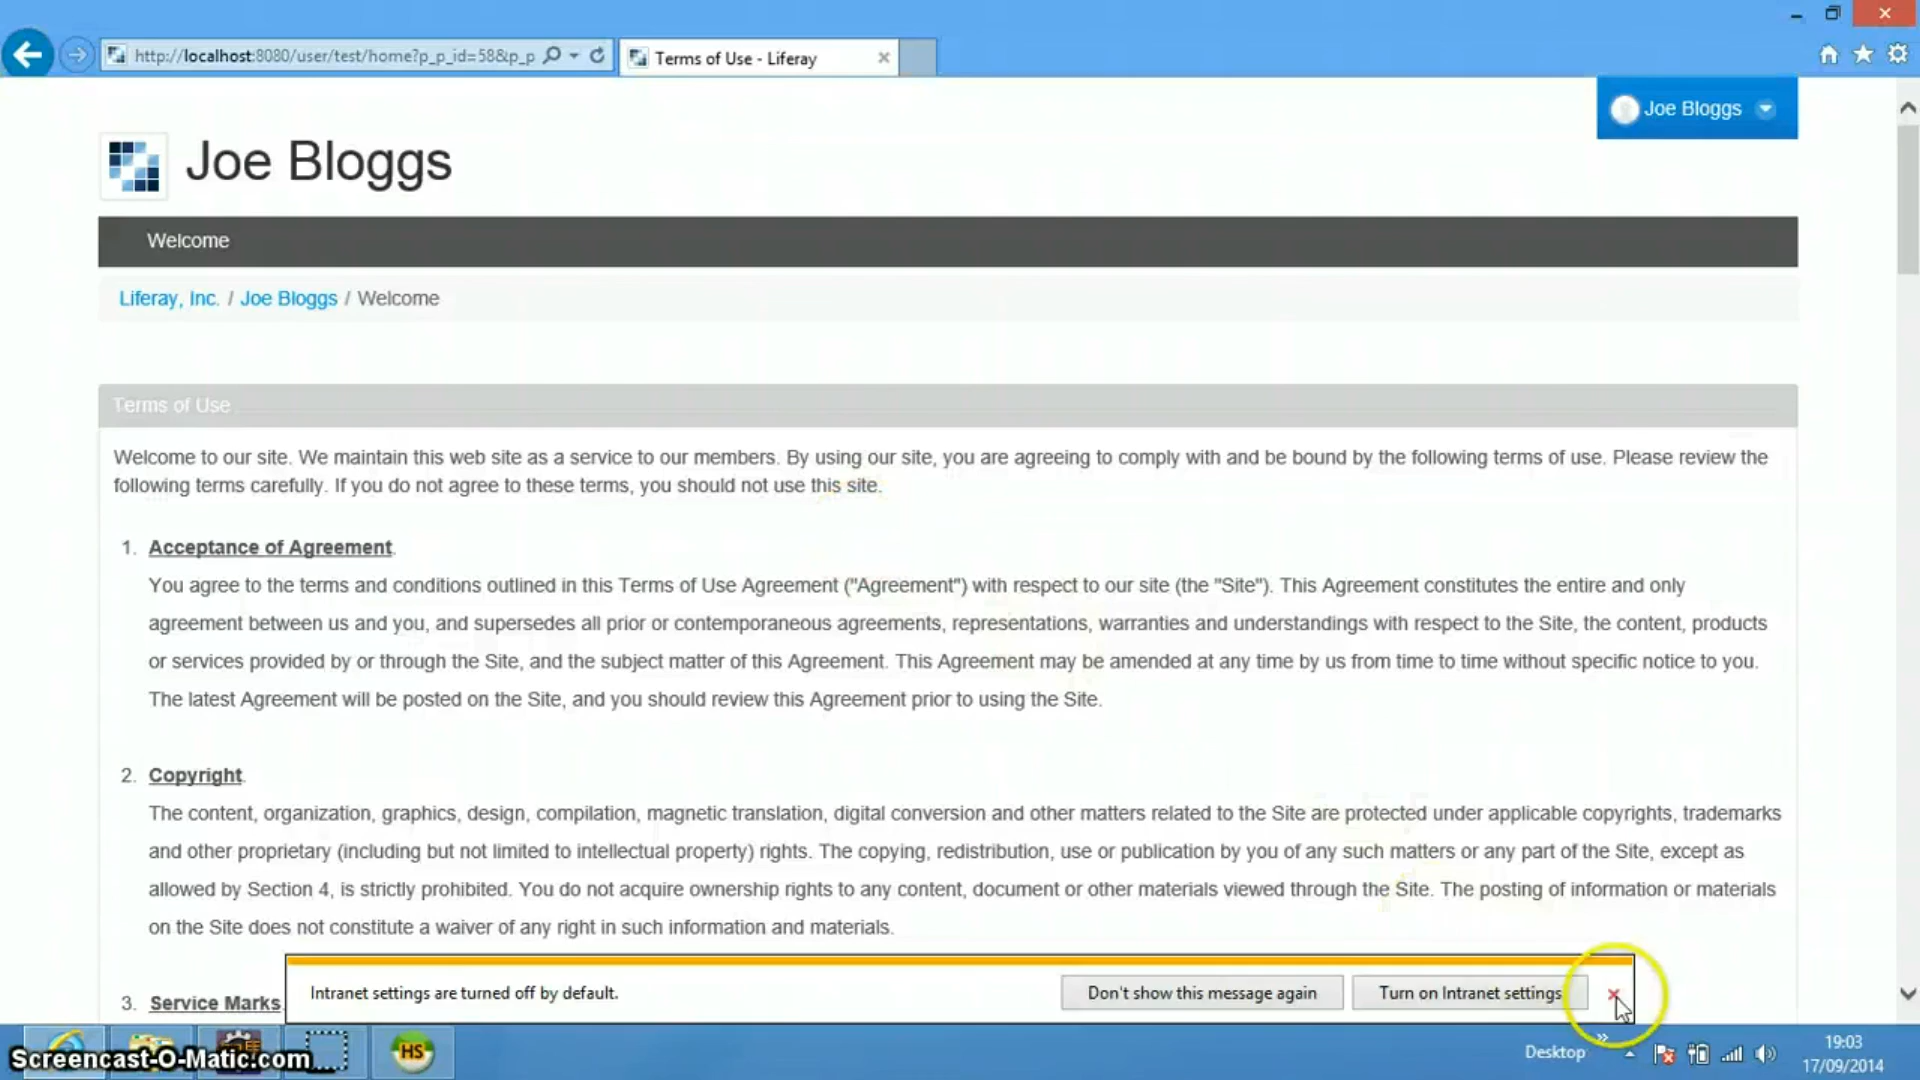 http://localhost:8080/user/test/home?p_p_id=58&p_p
Terms of Use - Liferay
Joe Bloggs
Joe Bloggs
Welcome
Liferay, Inc. / Joe Bloggs / Welcome
Terms of Use
Welcome to our site. We maintain this web site as a service to our members. By using our site, you are agreeing to comply with and be bound by the following terms of use. Please review the
following terms carefully. If you do not agree to these terms, you should not use this site.
1. Acceptance of Agreement.
You agree to the terms and conditions outlined in this Terms of Use Agreement ("Agreement") with respect to our site (the "Site"). This Agreement constitutes the entire and only
agreement between us and you, and supersedes all prior or contemporaneous agreements, representations, warranties and understandings with respect to the Site, the content, products
or services provided by or through the Site, and the subject matter of this Agreement. This Agreement may be amended at any time by us from time to time without specific notice to you.
The latest Agreement will be posted on the Site, and you should review this Agreement prior to using the Site.
2. Copyright.
The content, organization, graphics, design, compilation, magnetic translation, digital conversion and other matters related to the Site are protected under applicable copyrights, trademarks
and other proprietary (including but not limited to intellectual property) rights. The copying, redistribution, use or publication by you of any such matters or any part of the Site, except as
allowed by Section 4, is strictly prohibited. You do not acquire ownership rights to any content, document or other materials viewed through the Site. The posting of information or materials
on the Site does not constitute a waiver of any right in such information and materials.
3. Service Marks.
Intranet settings are turned off by default.
Don't show this message again
Turn on Intranet settings
HS
Desktop
19:03
17/09/2014
Screencast-O-Matic.com